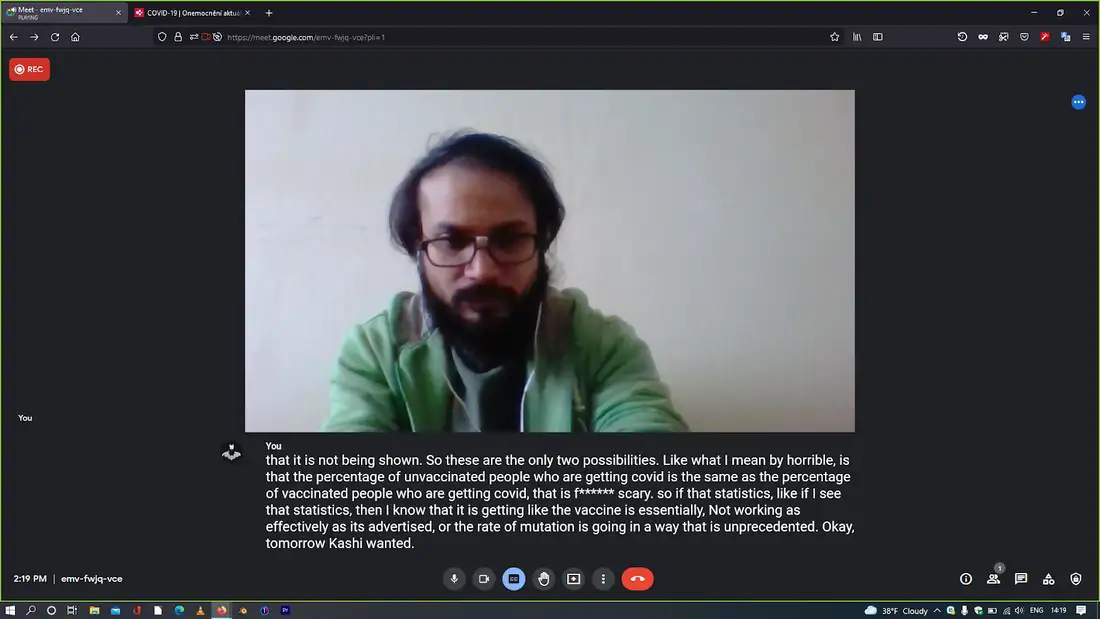 Meet - emv-fwjq-vce
PLAYING
COVID-19 | Onemocnění aktuá
https://meet.google.com/emv-fwjq-vce?pli=1
REC
You
You
that it is not being shown. So these are the only two possibilities. Like what I mean by horrible, is
that the percentage of unvaccinated people who are getting covid is the same as the percentage
of vaccinated people who are getting covid, that is f****** scary. so if that statistics, like if I see
that statistics, then I know that it is getting like the vaccine is essentially, Not working as
effectively as its advertised, or the rate of mutation is going in a way that is unprecedented. Okay,
tomorrow Kashi wanted.
2:19 PM | emv-fwjq-vce
CC
1
38°F Cloudy
ENG
14:19
Pr